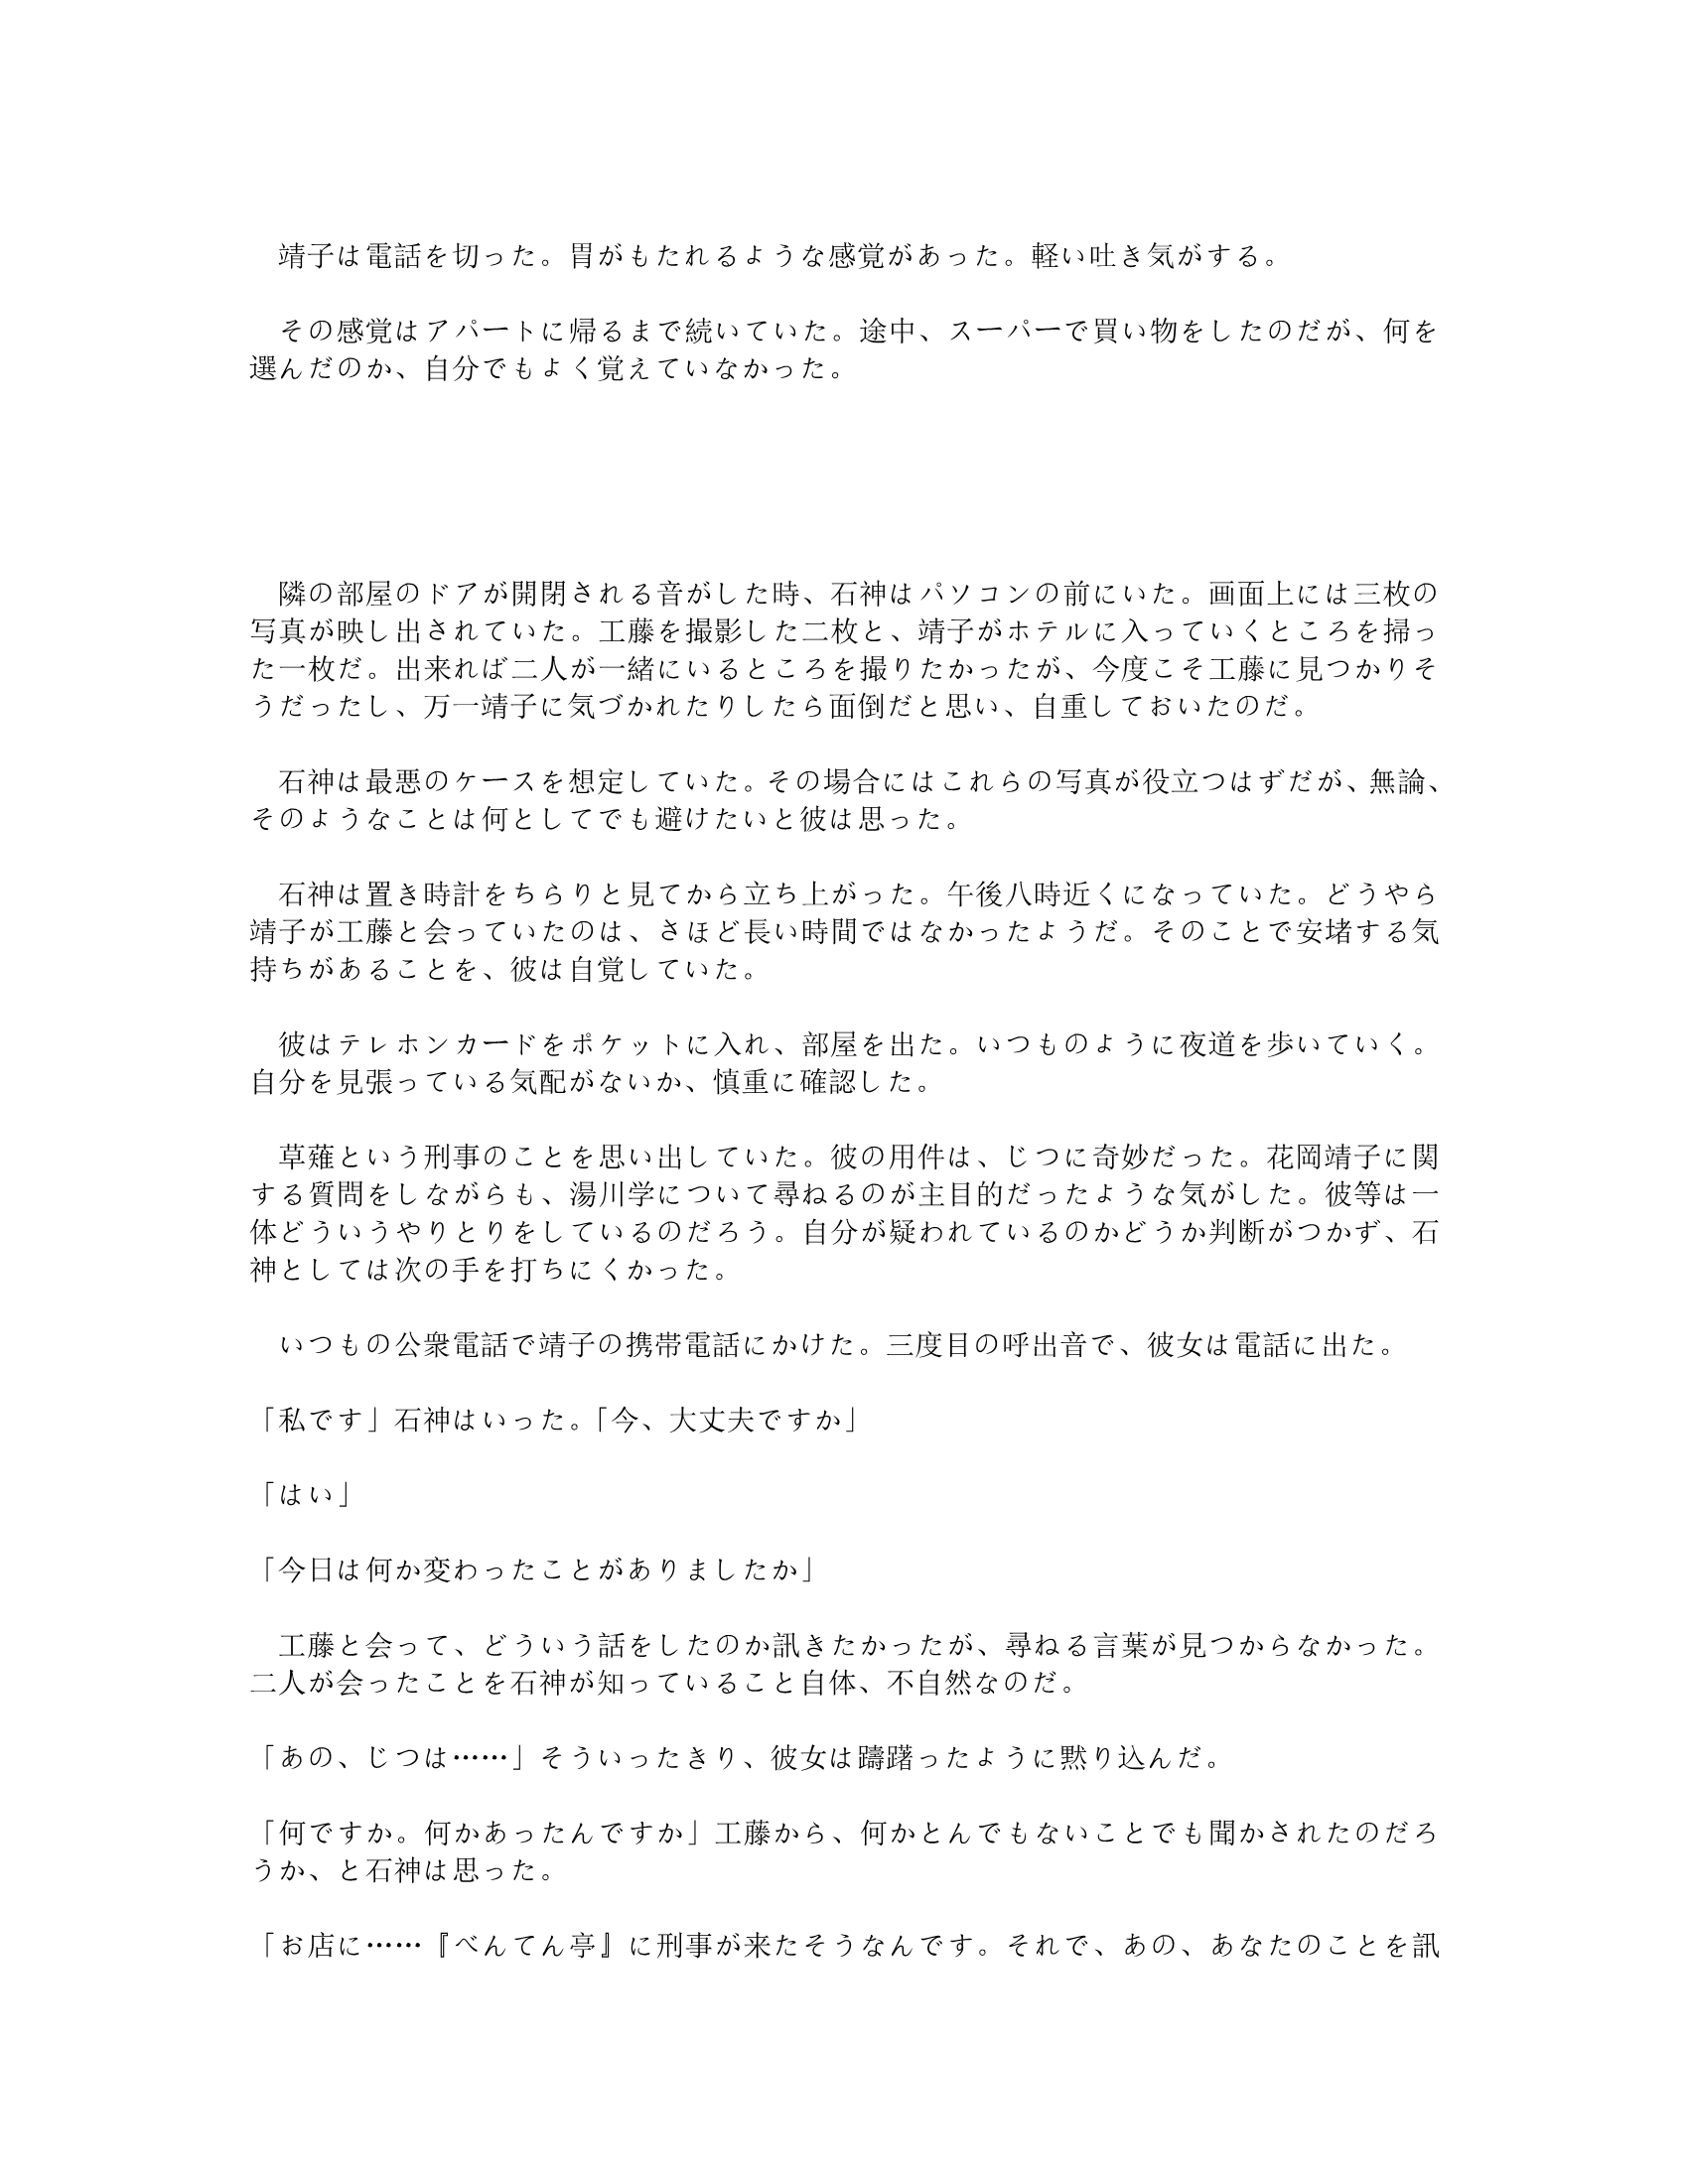 靖子は電話を切った。胃がもたれるような感覚があった。軽い吐き気がする。
その感覚はアパートに帰るまで続いていた。途中、スーパーで買い物をしたのだが、何を
選んだのか、自分でもよく覚えていなかった。
隣の部屋のドアが開閉される音がした時、石神はパソコンの前にいた。画面上には三枚の
写真が映し出されていた。工藤を撮影した二枚と、靖子がホテルに入っていくところを掃っ
た一枚だ。出来れば二人が一緒にいるところを撮りたかったが、今度こそ工藤に見つかりそ
うだったし、万一靖子に気づかれたりしたら面倒だと思い、自重しておいたのだ。
石神は最悪のケースを想定していた。その場合にはこれらの写真が役立つはずだが、無論、
そのようなことは何としてでも避けたいと彼は思った。
石神は置き時計をちらりと見てから立ち上がった。午後八時近くになっていた。どうやら
靖子が工藤と会っていたのは、さほど長い時間ではなかったようだ。そのことで安堵する気
持ちがあることを、彼は自覚していた。
彼はテレホンカードをポケットに入れ、部屋を出た。いつものように夜道を歩いていく。
自分を見張っている気配がないか、慎重に確認した。
草薙という刑事のことを思い出していた。彼の用件は、じつに奇妙だった。花岡靖子に関
する質問をしながらも、湯川学について尋ねるのが主目的だったような気がした。彼等は一
体どういうやりとりをしているのだろう。自分が疑われているのかどうか判断がつかず、石
神としては次の手を打ちにくかった。
いつもの公衆電話で靖子の携帯電話にかけた。三度目の呼出音で、彼女は電話に出た。
「私です」石神はいった。「今、大丈夫ですか」
「はい」
「今日は何か変わったことがありましたか」
工藤と会って、どういう話をしたのか訊きたかったが、尋ねる言葉が見つからなかった。
二人が会ったことを石神が知っていること自体、不自然なのだ。
「あの、じつは……」そういったきり、彼女は躊躇ったように黙り込んだ。
「何ですか。何かあったんですか」工藤から、何かとんでもないことでも聞かされたのだろ
うか、と石神は思った。
「お店に……『べんてん亭』に刑事が来たそうなんです。それで、あの、あなたのことを訊